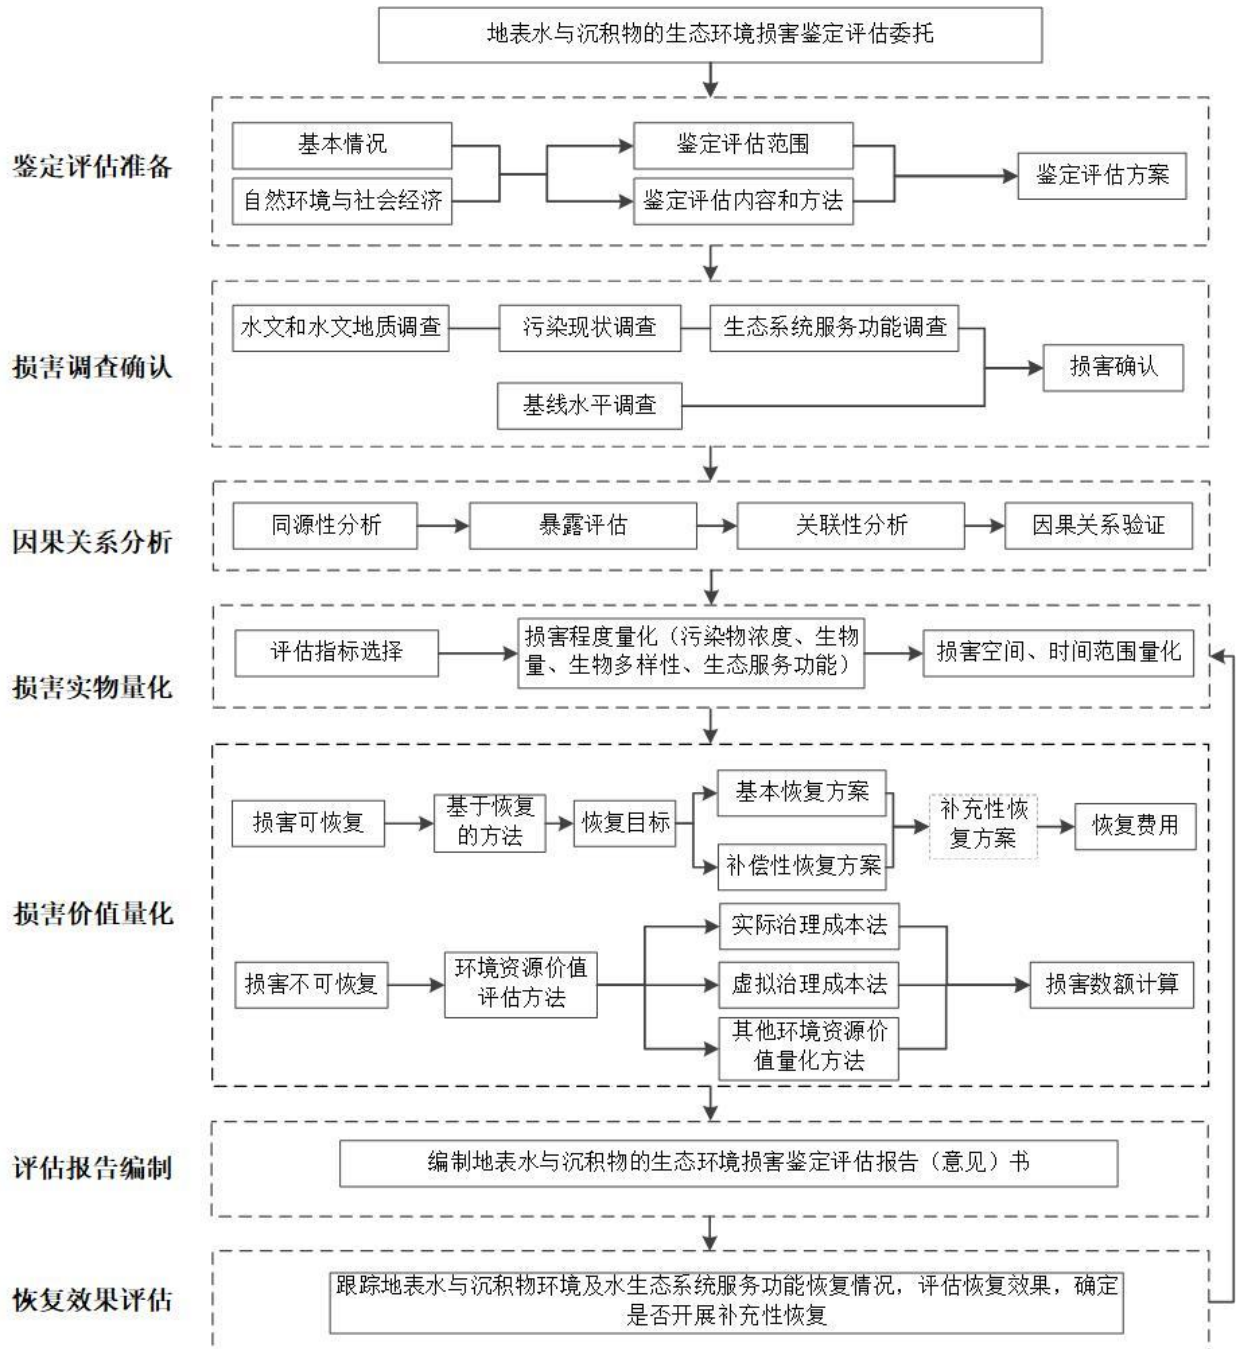 地表水与沉积物的生态环境损害鉴定评估委托
鉴定评估准备
基本情况
自然环境与社会经济
鉴定评估范围
鉴定评估内容和方法
鉴定评估方案
损害调查确认
水文和水文地质调查
污染现状调查
生态系统服务功能调查
基线水平调查
损害确认
因果关系分析
同源性分析
暴露评估
关联性分析
因果关系验证
损害实物量化
评估指标选择
损害程度量化（污染物浓度、生物
量、生物多样性、生态服务功能）
损害空间、时间范围量化
损害价值量化
损害可恢复
基于恢复
的方法
恢复目标
基本恢复方案
补偿性恢复方案
补充性恢
复方案
恢复费用
损害不可恢复
环境资源价值
评估方法
实际治理成本法
虚拟治理成本法
其他环境资源价
值量化方法
损害数额计算
评估报告编制
编制地表水与沉积物的生态环境损害鉴定评估报告（意见）书
恢复效果评估
跟踪地表水与沉积物环境及水生态系统服务功能恢复情况，评估恢复效果，确定
是否开展补充性恢复